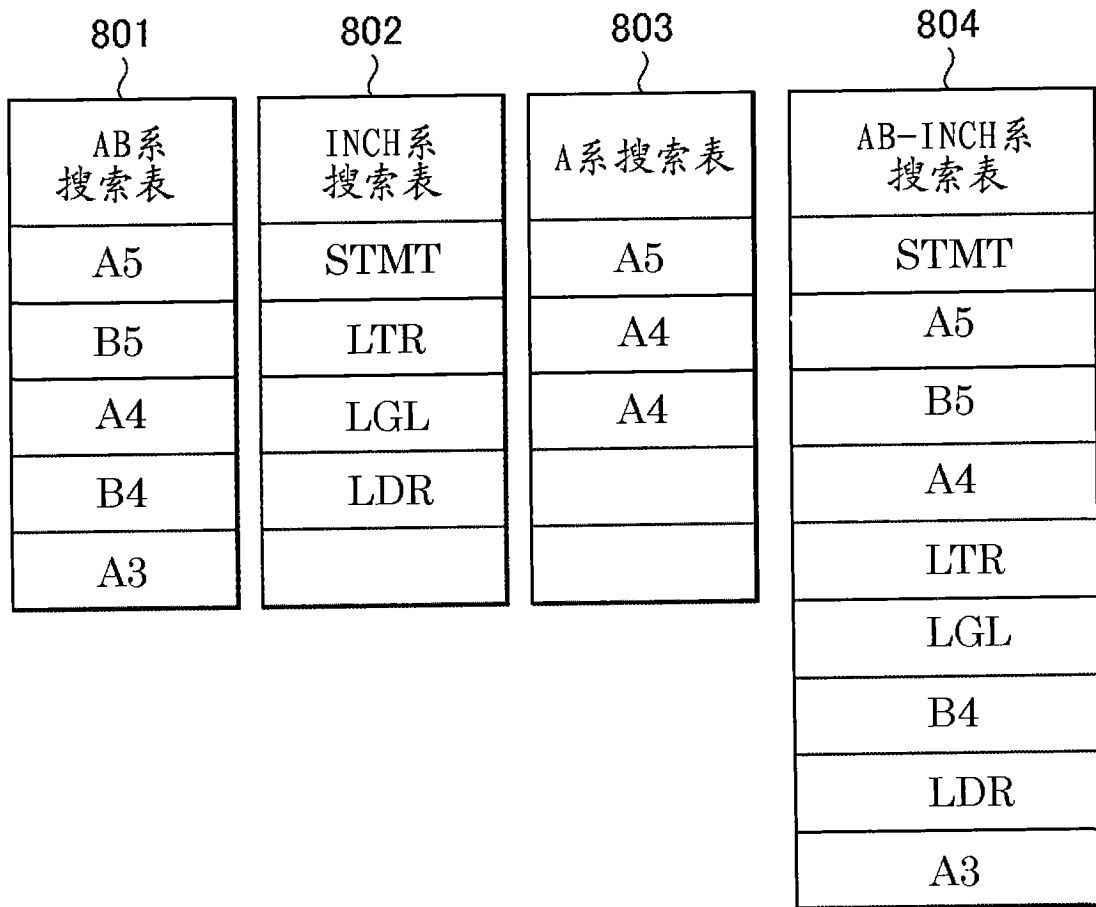 801
802
803
804
AB系
搜索表
A5
B5
A4
B4
A3
INCH系
搜索表
STMT
LTR
LGL
LDR
A系搜索表
A5
A4
A4
AB-INCH系
搜索表
STMT
A5
B5
A4
LTR
LGL
B4
LDR
A3